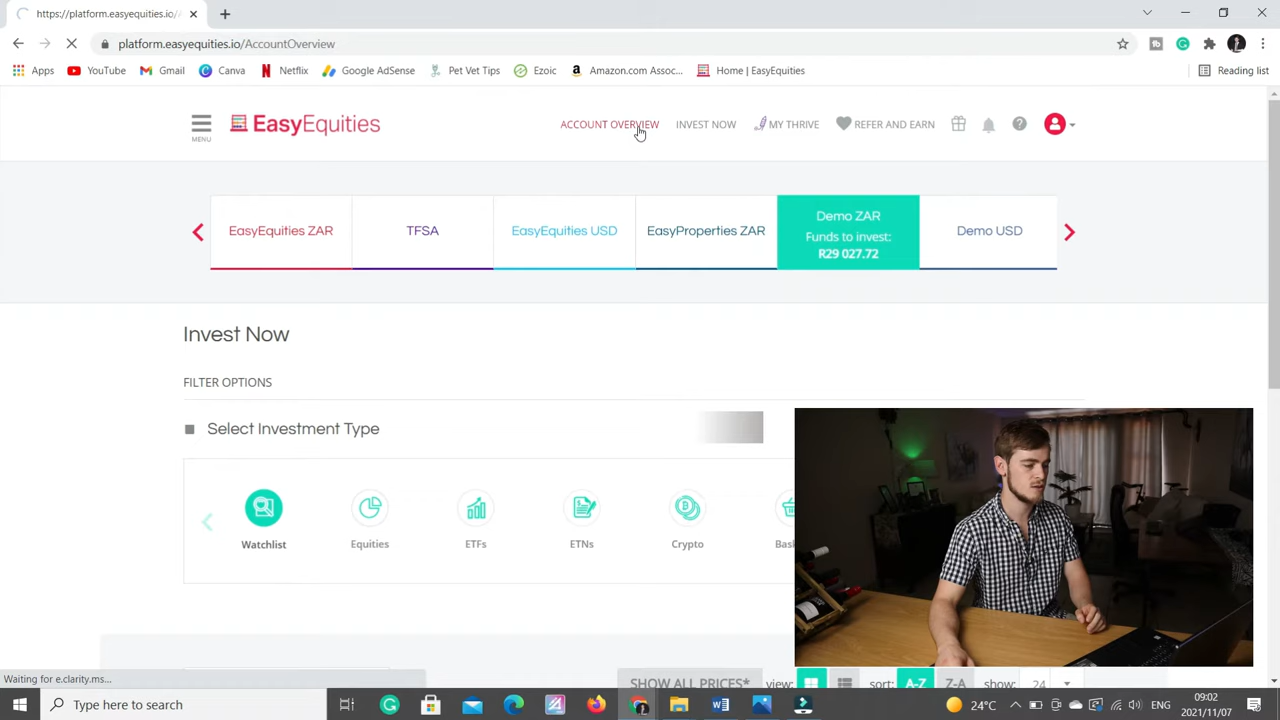 https://platform.easyequities.io/
platform.easyequities.io/AccountOverview
Apps YouTube Gmail Canva Netflix Google AdSense Pet Vet Tips Ezoic Amazon.com Assoc... Home | EasyEquities Reading list
MENU
EasyEquities
ACCOUNT OVERVIEW INVEST NOW MY THRIVE REFER AND EARN
EasyEquities ZAR
TFSA
EasyEquities USD
EasyProperties ZAR
Demo ZAR
Funds to invest:
R29 027.72
Demo USD
Invest Now
FILTER OPTIONS
Select Investment Type
Watchlist Equities ETFs ETNs Crypto
SHOW ALL PRICES* view: sort: A-Z Z-A show: 24
Waiting for e.clarity.ms...
Type here to search
24°C ENG
09:02
2021/11/07